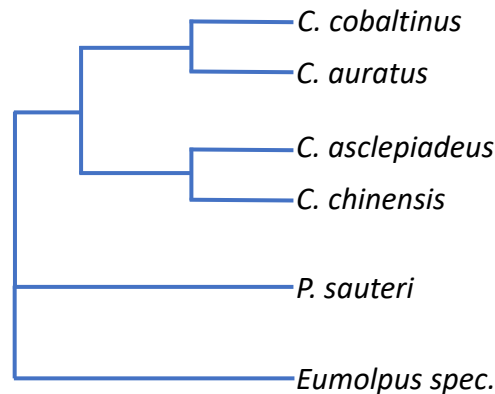 C. cobaltinus
C. auratus
C. asclepiadeus
C. chinensis
P. sauteri
Eumolpus spec.